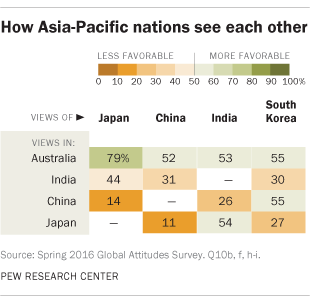 How Asia-Pacific nations see each other
LESS FAVORABLE MORE FAVORABLE
0 10 20 30 40 50 60 70 80 90 100%
VIEWS OF ► Japan China India South Korea
VIEWS IN:
Australia 79% 52 53 55
India 44 31 — 30
China 14 — 26 55
Japan — 11 54 27
Source: Spring 2016 Global Attitudes Survey. Q10b, f, h-i.
PEW RESEARCH CENTER